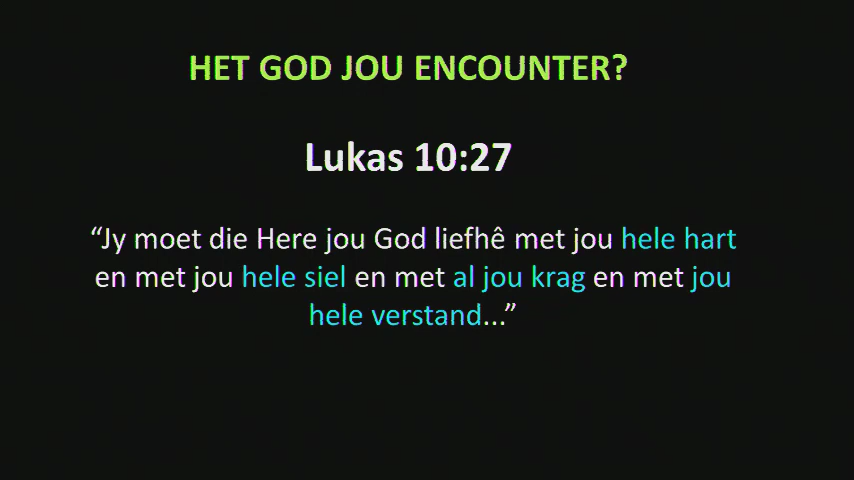 HET GOD JOU ENCOUNTER?
Lukas 10:27
“Jy moet die Here jou God liefhê met jou hele hart
en met jou hele siel en met al jou krag en met jou
hele verstand...”